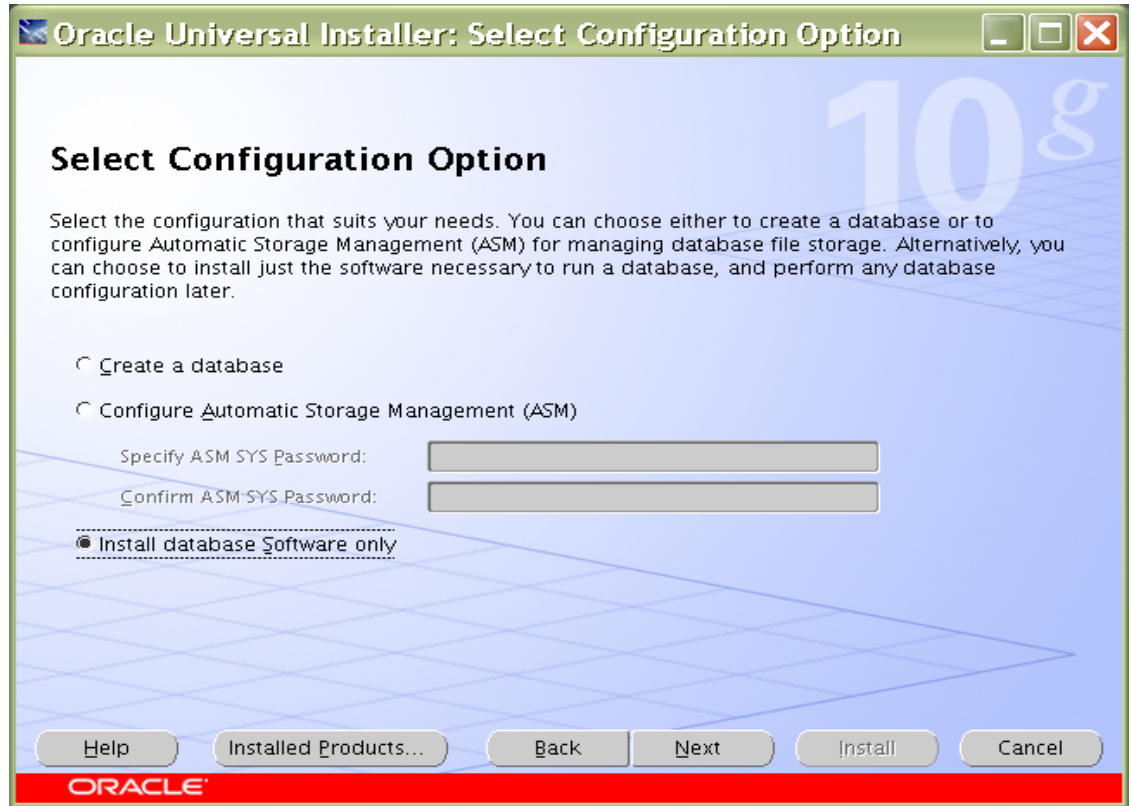 Oracle Universal Installer: Select Configuration Option
10g
Select Configuration Option
Select the configuration that suits your needs. You can choose either to create a database or to
configure Automatic Storage Management (ASM) for managing database file storage. Alternatively, you
can choose to install just the software necessary to run a database, and perform any database
configuration later.
Create a database
Configure Automatic Storage Management (ASM)
Specify ASM SYS Password:
Confirm ASM SYS Password:
Install database Software only
Help Installed Products... Back Next Install Cancel
ORACLE